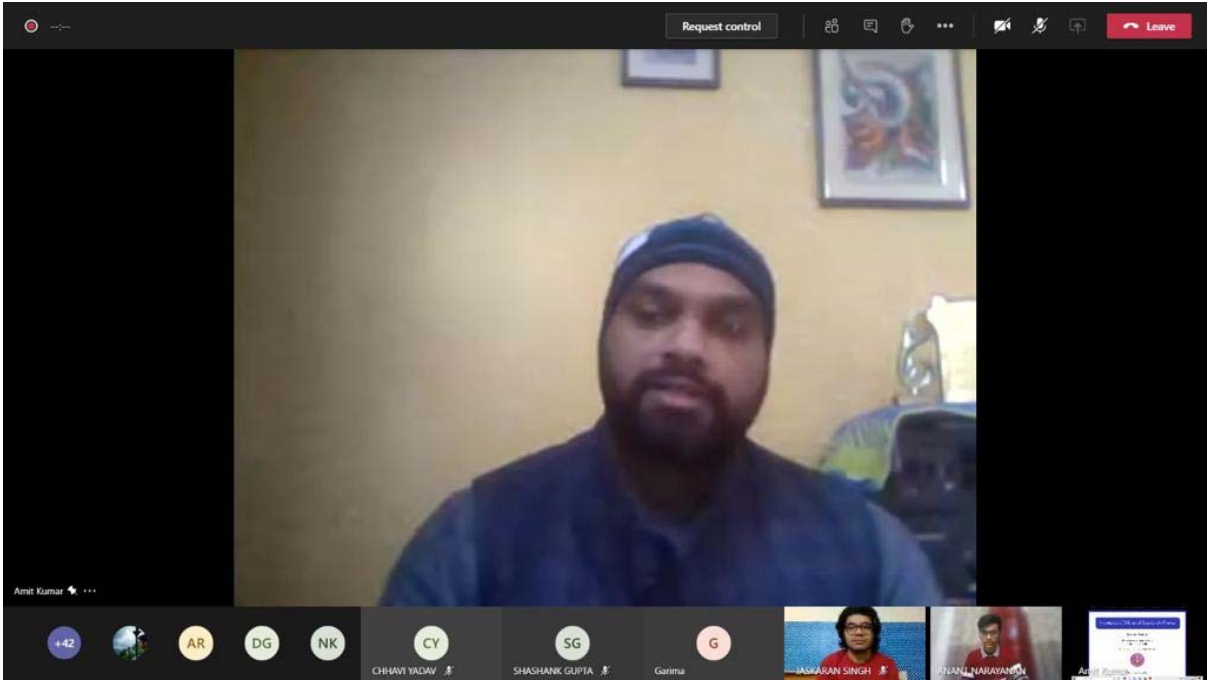 --:--
Request control
Leave
Amit Kumar
+42
AR
DG
NK
CY
SG
G
CHHAVI YADAV
SHASHANK GUPTA
Garima
JASKARAN SINGH
ANANT NARAYANAN
Amit Kumar